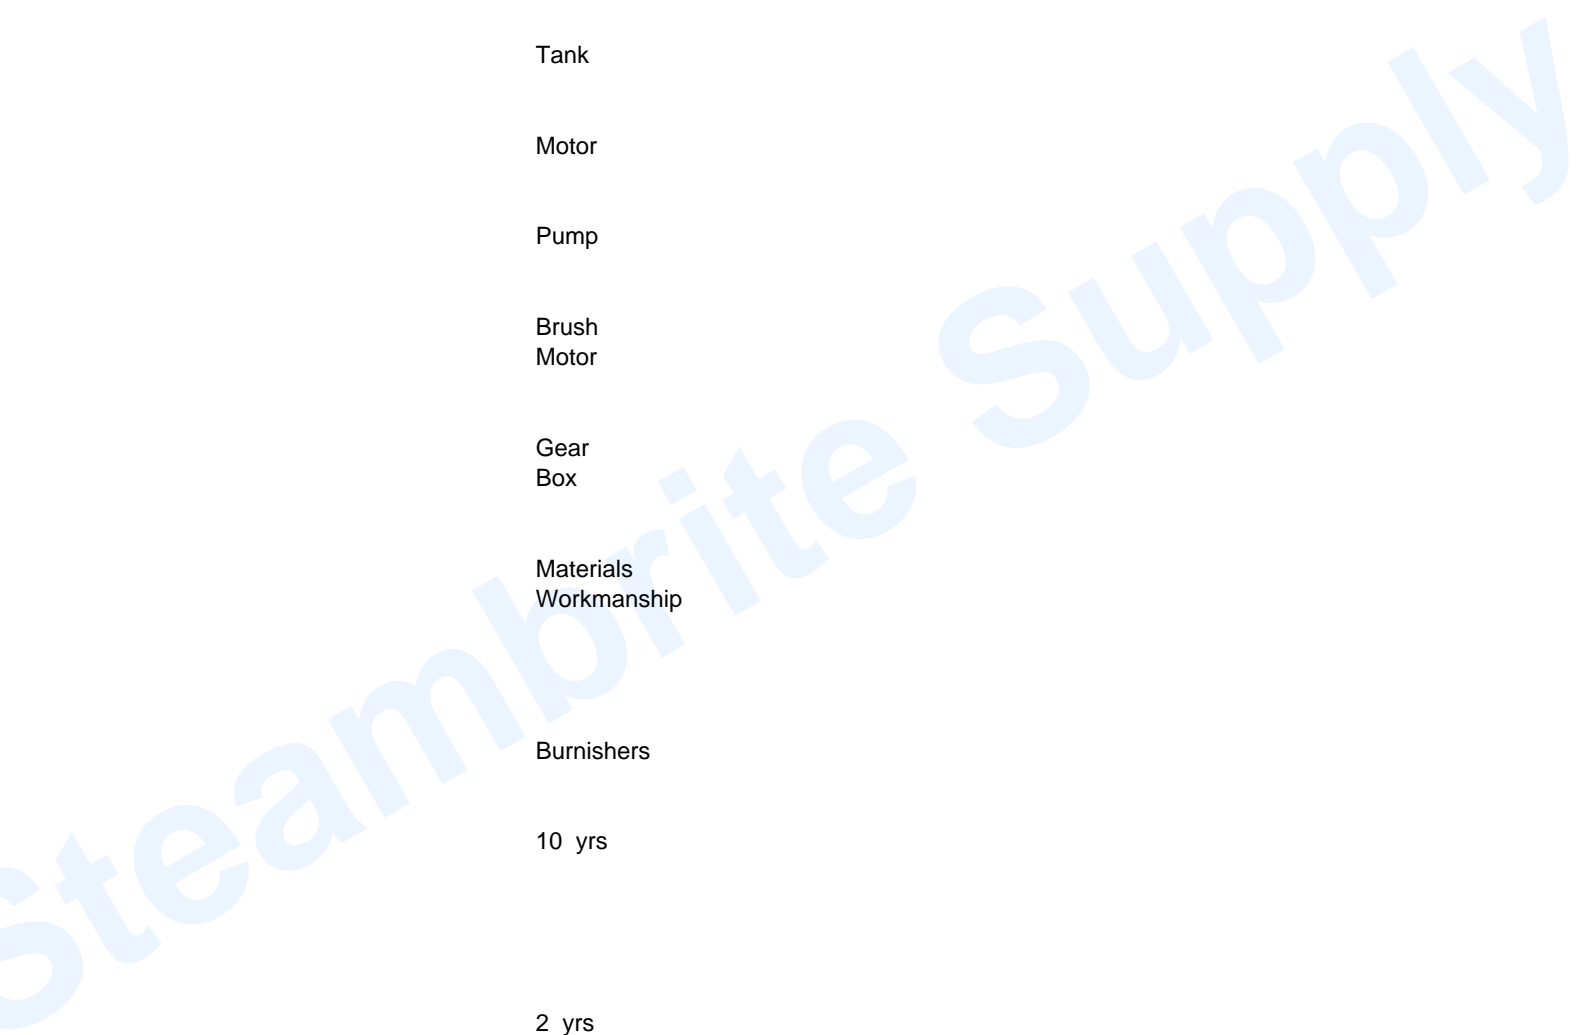 Tank
Motor
Pump
Brush
Motor
Gear
Box
Materials
Workmanship
Burnishers
10 yrs
2 yrs
Steambrite Supply